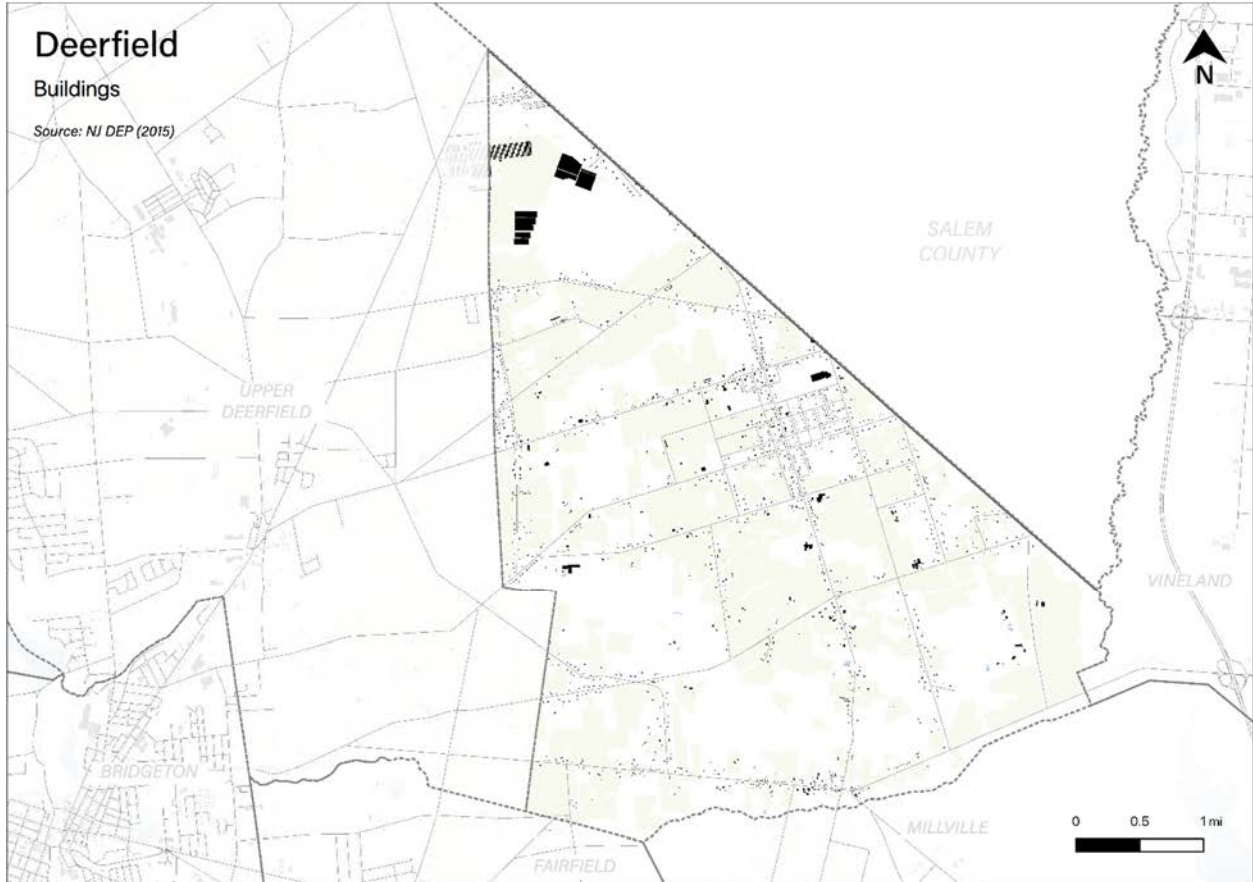 Deerfield
Buildings
Source: NJ DEP (2015)
N
SALEM
COUNTY
UPPER
DEERFIELD
VINELAND
BRIDGETON
MILLVILLE
FAIRFIELD
0 0.5 1 mi